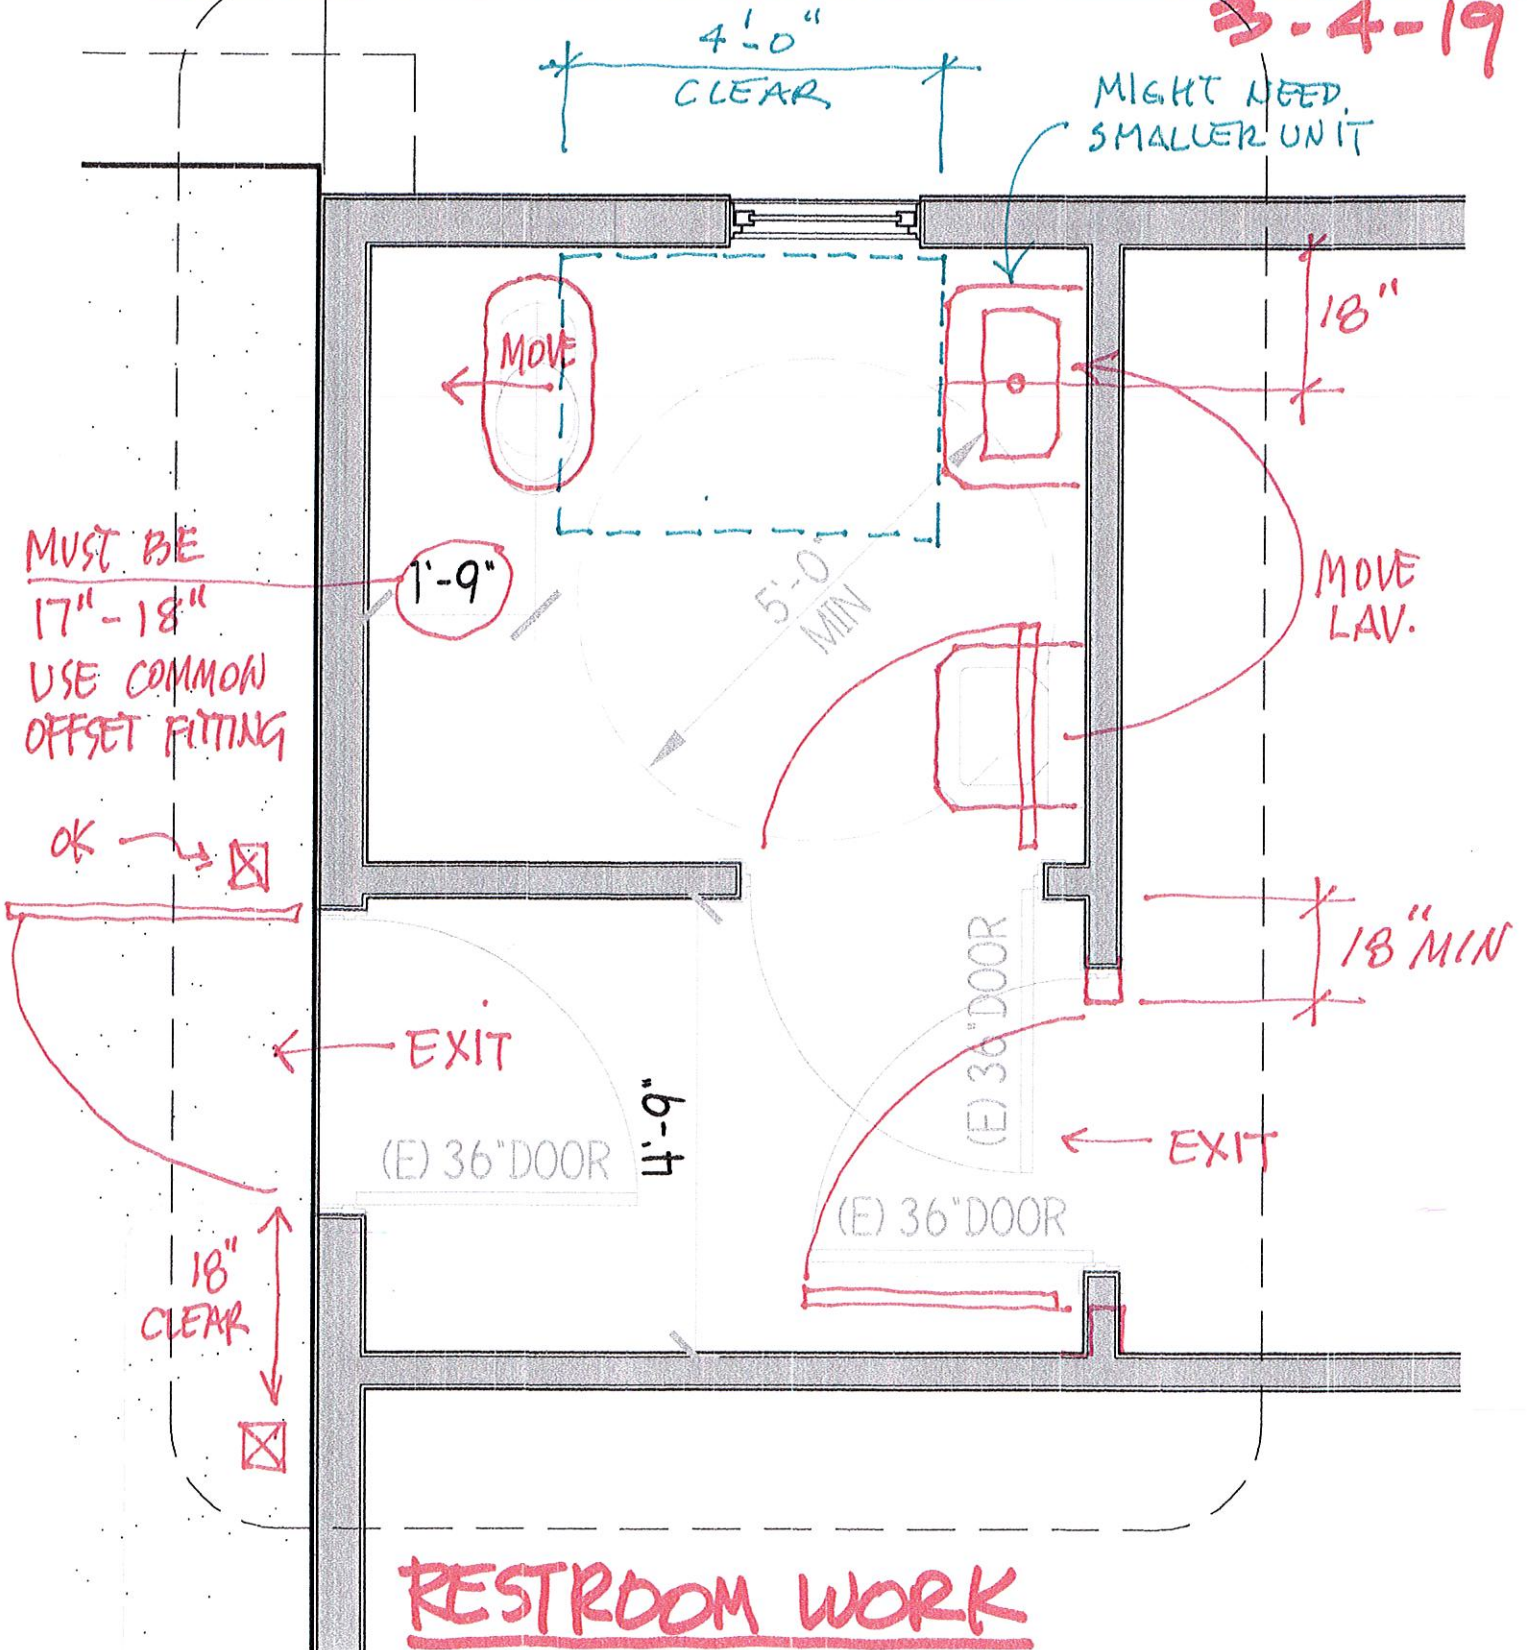 3-4-19
4'-0"
CLEAR
MIGHT NEED
SMALLER UNIT
18"
MOVE
MUST BE
17"-18"
USE COMMON
OFFSET FITTING
1'-9"
5'-0"
MIN
MOVE
LAV.
OK
18" MIN
(E) 36"DOOR
EXIT
4'-9"
EXIT
(E) 36"DOOR
(E) 36"DOOR
18"
CLEAR
RESTROOM WORK